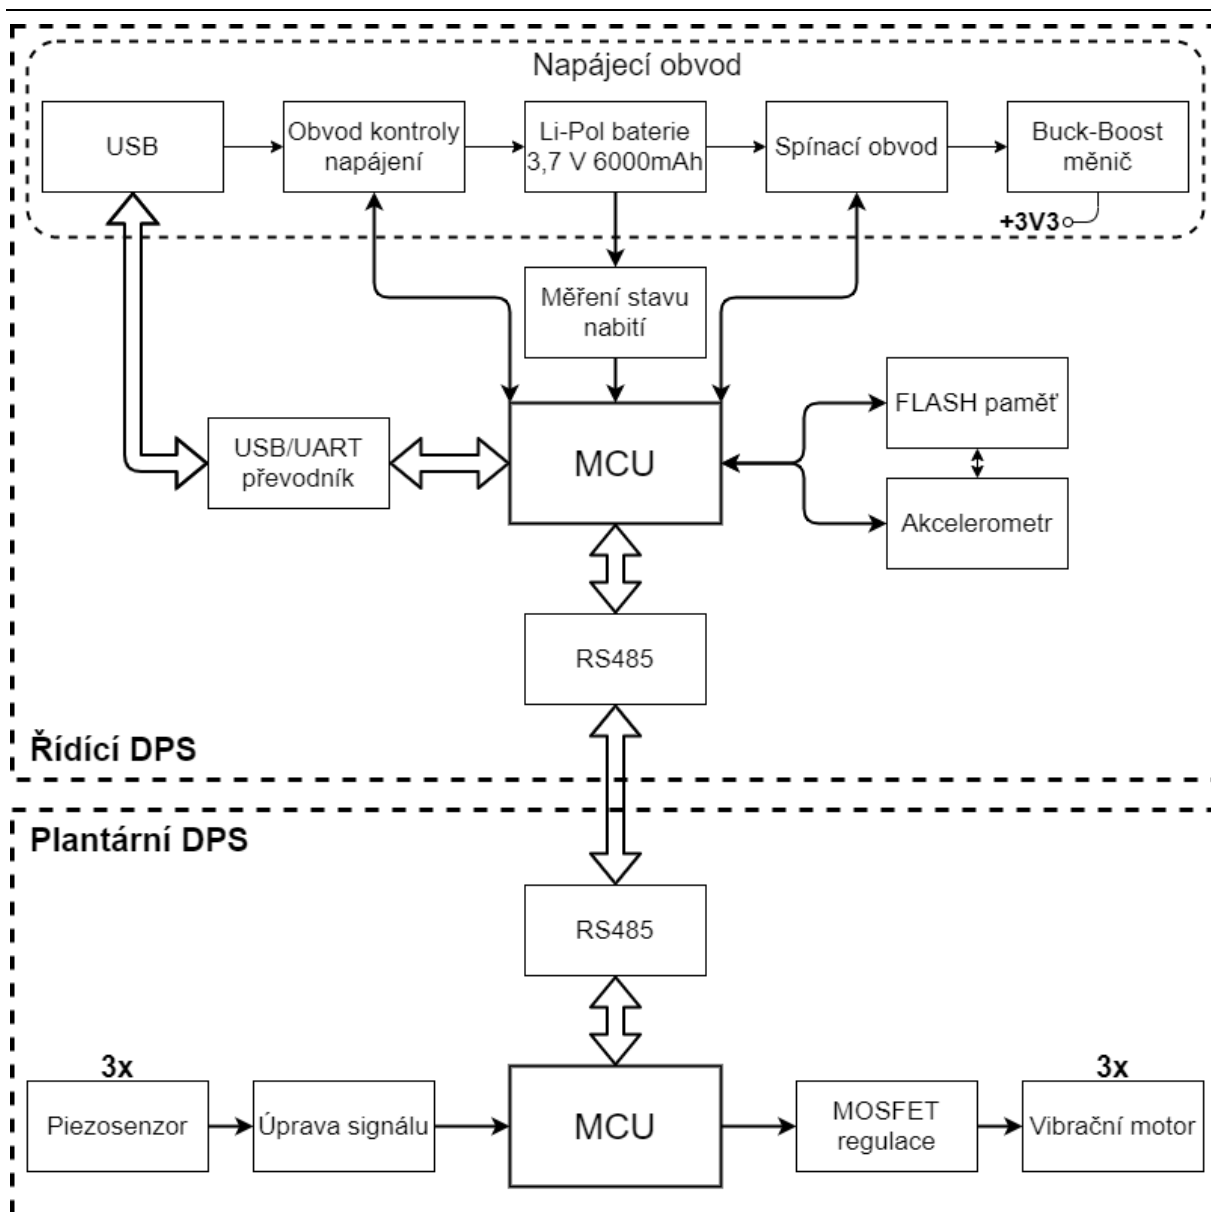 Napájecí obvod
USB
Obvod kontroly
napájení
Li-Pol baterie
3,7 V 6000mAh
Spínací obvod
Buck-Boost
měnič
+3V3
Měření stavu
nabití
FLASH paměť
USB/UART
převodník
MCU
Akcelerometr
RS485
Řídící DPS
Plantární DPS
RS485
3x
3x
Piezosenzor
Úprava signálu
MCU
MOSFET
regulace
Vibrační motor